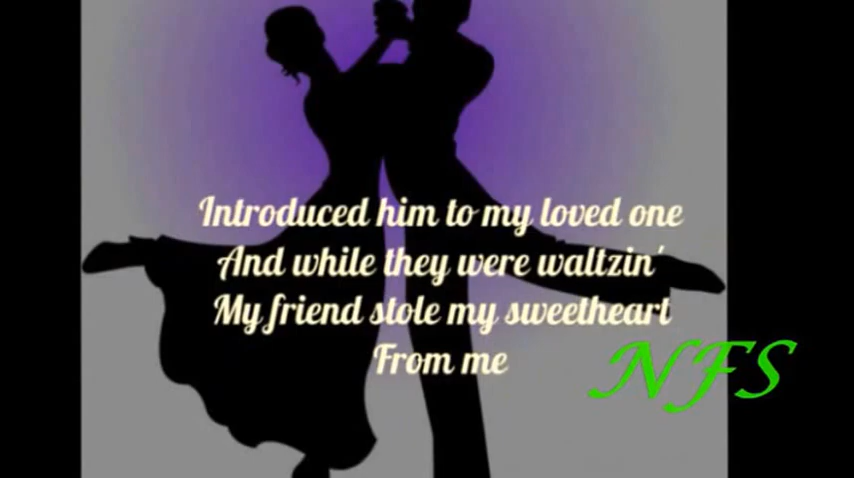 Introduced him to my loved one
And while they were waltzin'
My friend stole my sweetheart
From me
NFS